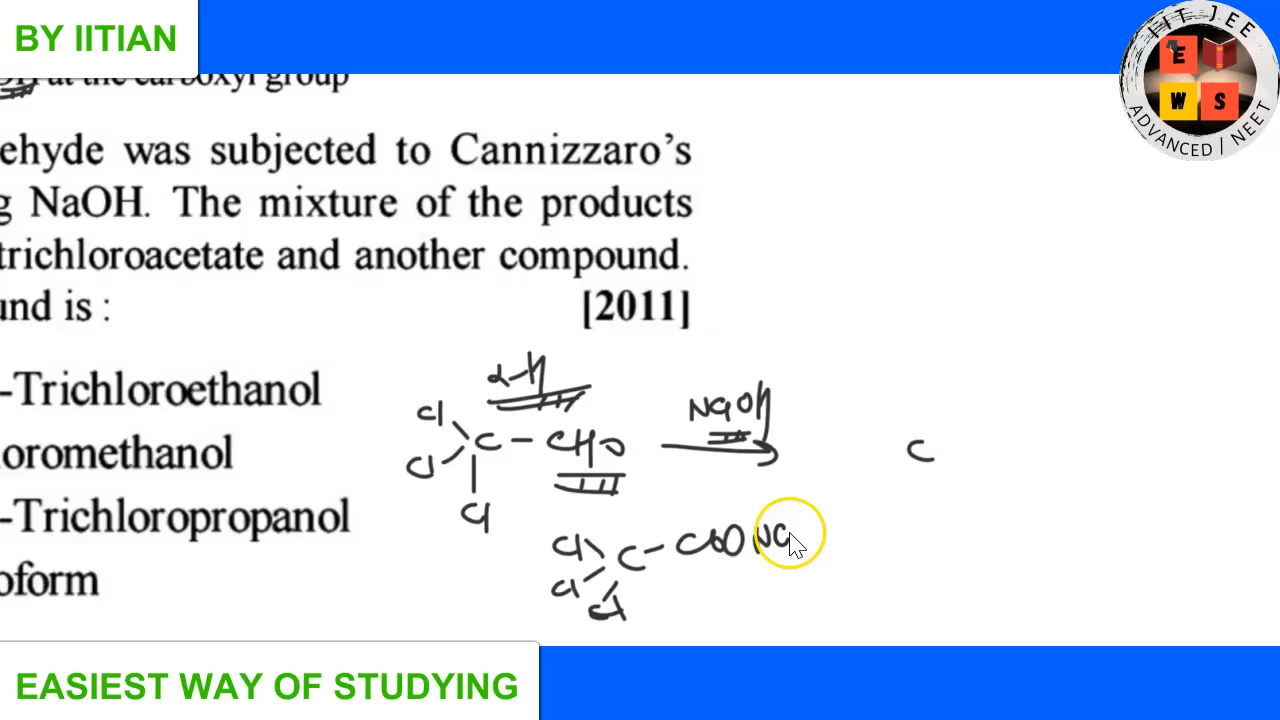 BY IITIAN
IIT JEE
E
W S
ADVANCED | NEET
at the carboxyl group
ehyde was subjected to Cannizzaro's
g NaOH. The mixture of the products
trichloroacetate and another compound.
und is : [2011]
-Trichloroethanol
oromethanol
-Trichloropropanol
oform
α-H
Cl
Cl C - CHO NaOH C
Cl
Cl C - COO Na
Cl
Cl
EASIEST WAY OF STUDYING